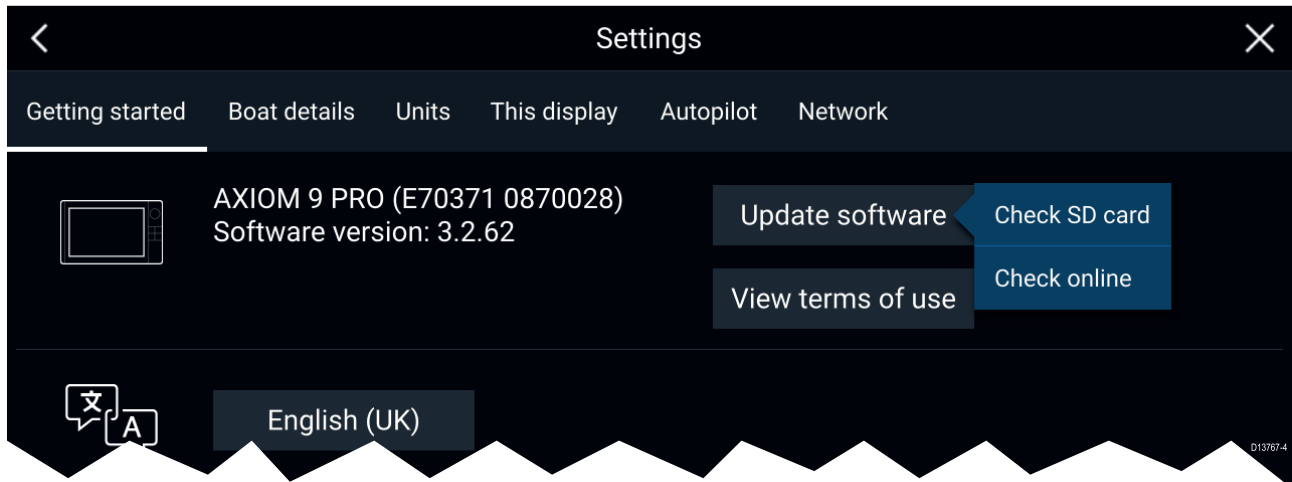 Settings
Getting started Boat details Units This display Autopilot Network
AXIOM 9 PRO (E70371 0870028)
Software version: 3.2.62
Update software
Check SD card
Check online
View terms of use
文
A
English (UK)
D13767-4